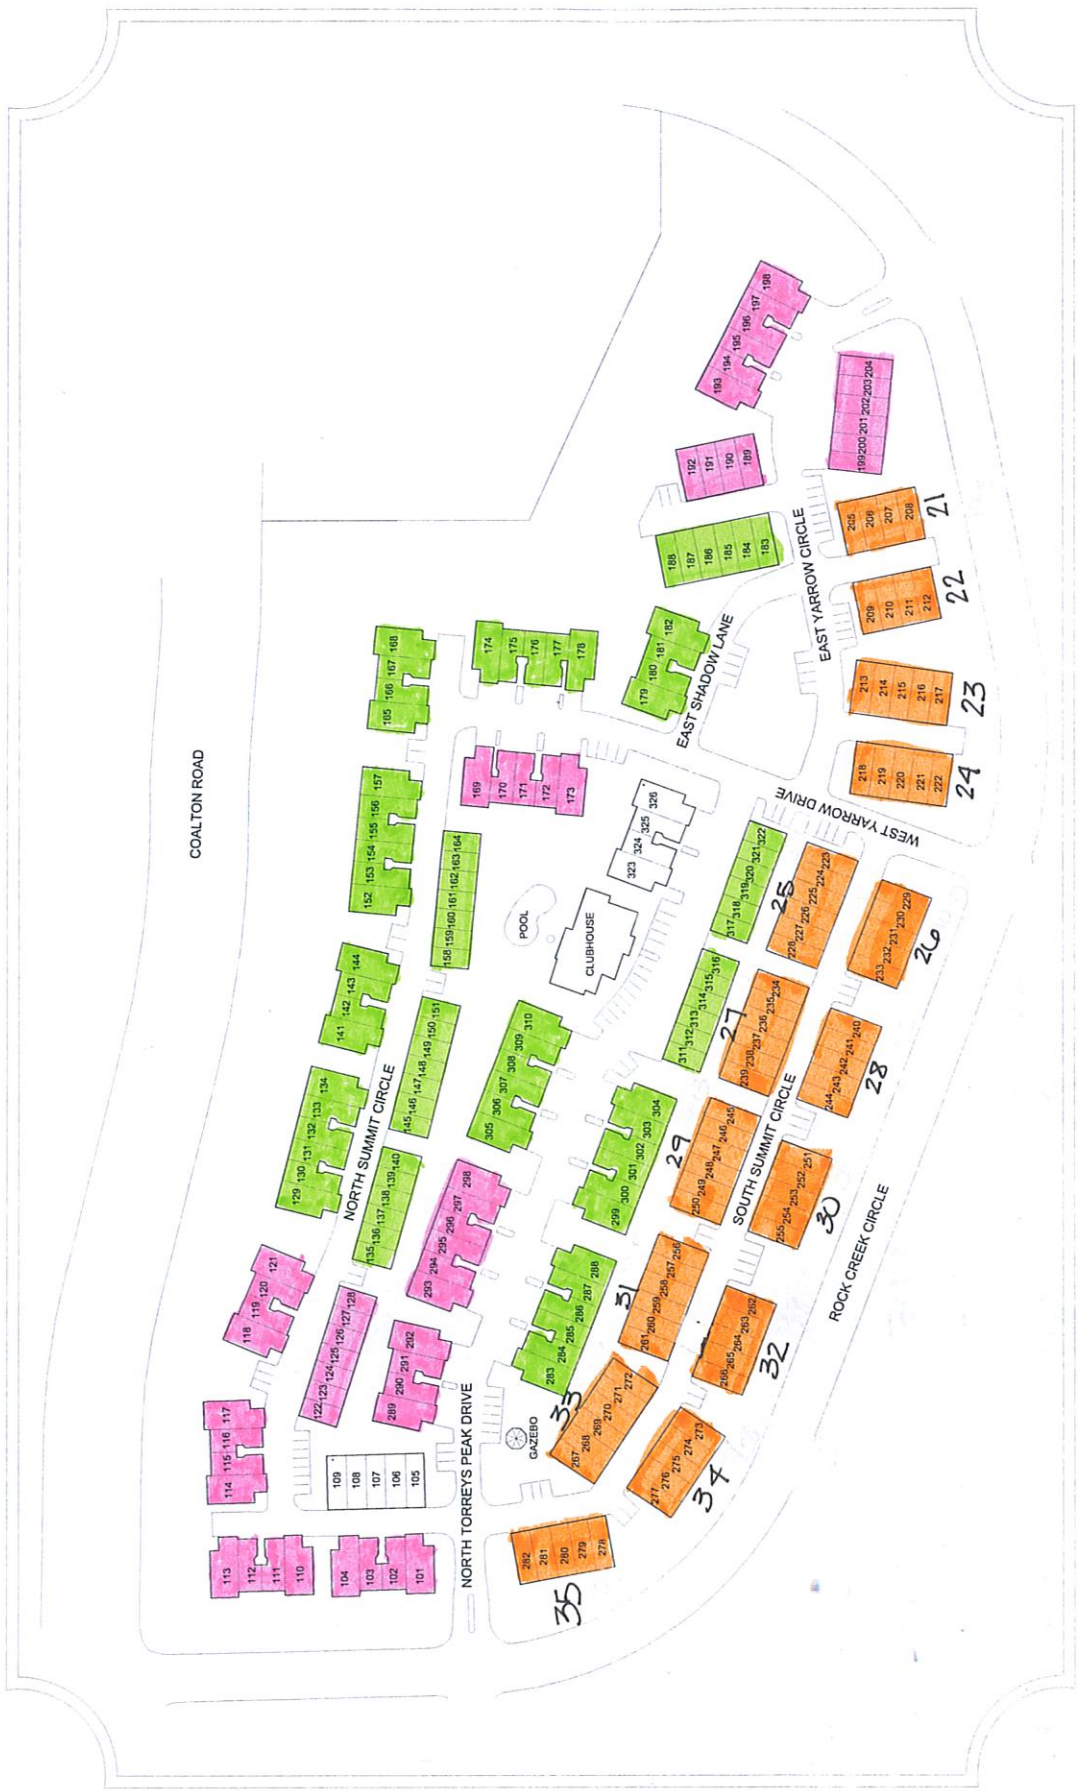 COALTON ROAD
193 194 195 196 197 198
192
191
190
189
199 200 201 202 203 204
188
187
186
185
184
183
205
206
207
208
21
EAST YARROW CIRCLE
209
210
211
212
22
165 166 167 168
174
175
176
177
178
179 180 181 182
EAST SHADOW LANE
213
214
215
216
217
23
169
170
171
172
173
218
219
220
221
222
24
WEST YARROW DRIVE
152 153 154 155 156 157
158 159 160 161 162 163 164
POOL
CLUBHOUSE
323 324 325 326
317 318 319 320 321 322
25
228 227 226 225 224 223
233 232 231 230 229
26
141 142 143 144
145 146 147 148 149 150 151
305 306 307 308 309 310
311 312 313 314 315 316
27
239 238 237 236 235 234
244 243 242 241 240
28
129 130 131 132 133 134
NORTH SUMMIT CIRCLE
135 136 137 138 139 140
293 294 295 296 297 298
299 300 301 302 303 304
29
250 249 248 247 246 245
SOUTH SUMMIT CIRCLE
255 254 253 252 251
30
ROCK CREEK CIRCLE
118 119 120 121
122 123 124 125 126 127 128
289 290 291 292
283 284 285 286 287 288
31
261 260 259 258 257 256
266 265 264 263 262
32
114 115 116 117
109
108
107
106
105
NORTH TORREYS PEAK DRIVE
GAZEBO
33
267 268 269 270 271 272
277 276 275 274 273
34
113
112
111
110
104
103
102
101
282
281
280
279
278
35